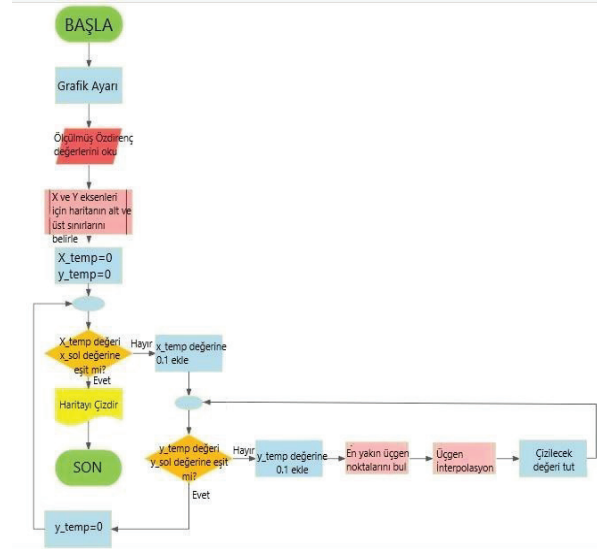 BAŞLA
Grafik Ayarı
Ölçülmüş Özdirenç
değerlerini oku
X ve Y eksenleri
için haritanın alt ve
üst sınırlarını
belirle
X_temp=0
y_temp=0
X_temp değeri
x_sol değerine
eşit mi?
Hayır
x_temp değerine
0.1 ekle
Evet
Haritayı Çizdir
SON
y_temp değeri
y_sol değerine eşit
mi?
Hayır
y_temp değerine
0.1 ekle
En yakın üçgen
noktalarını bul
Üçgen
İnterpolasyon
Çizilecek
değeri tut
Evet
y_temp=0